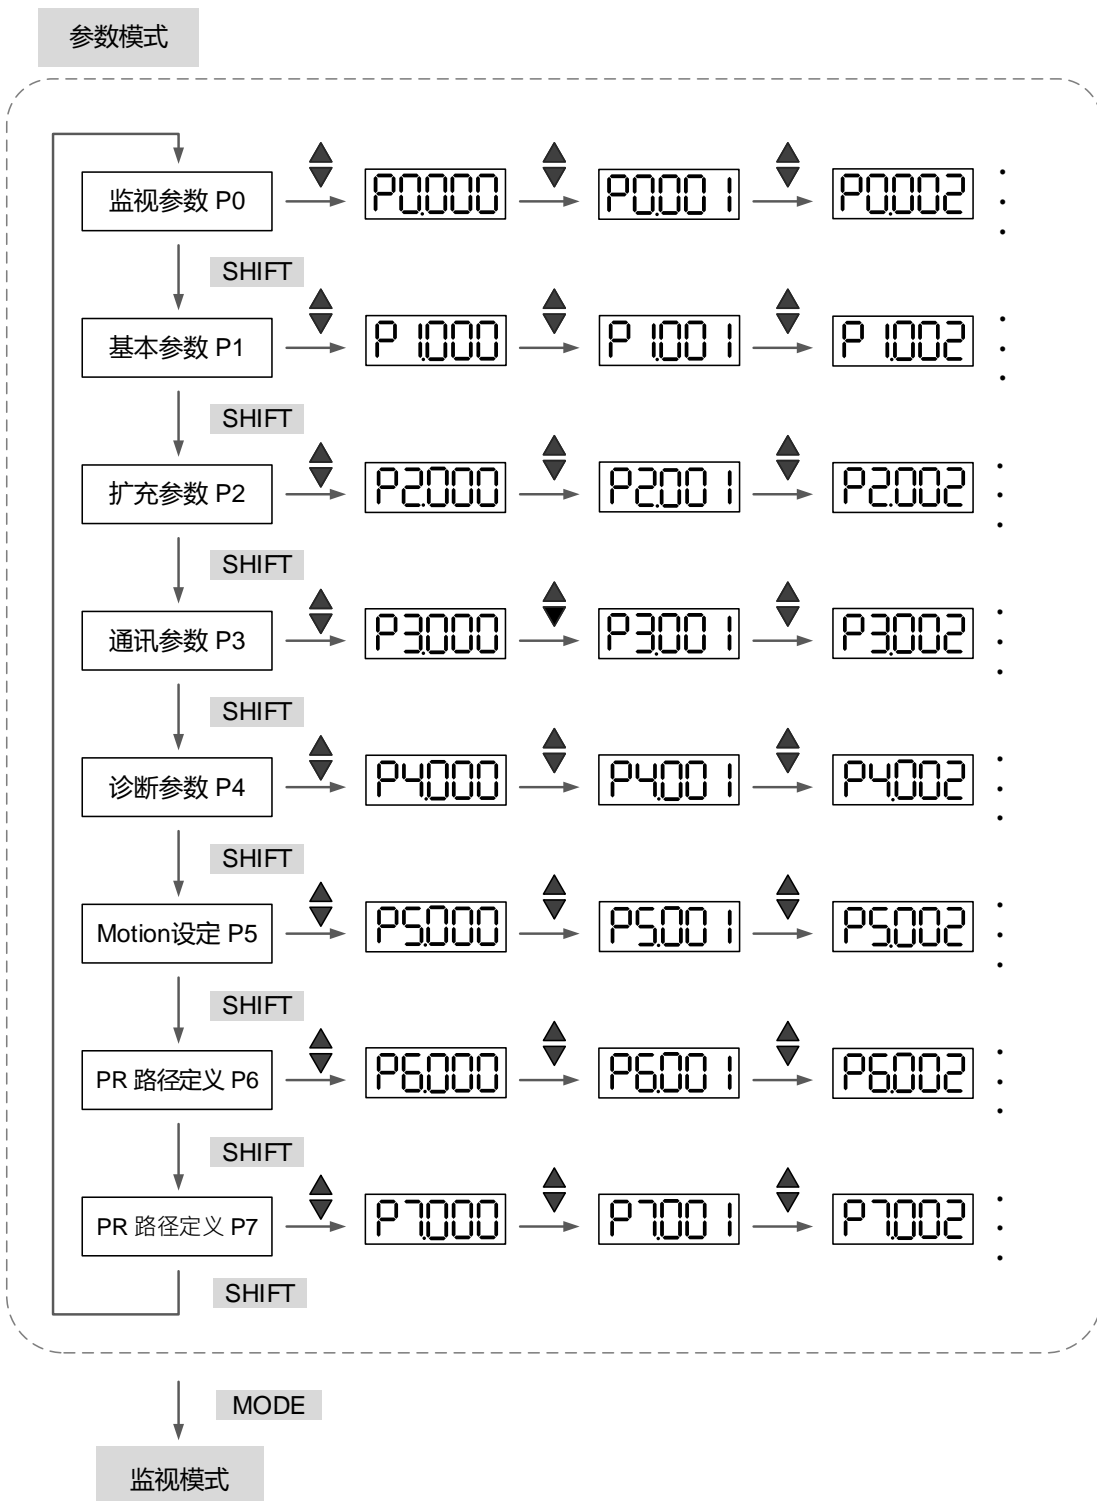 参数模式
监视参数 P0
P0.000
P0.001
P0.002
SHIFT
基本参数 P1
P1.000
P1.001
P1.002
SHIFT
扩充参数 P2
P2.000
P2.001
P2.002
SHIFT
通讯参数 P3
P3.000
P3.001
P3.002
SHIFT
诊断参数 P4
P4.000
P4.001
P4.002
SHIFT
Motion设定 P5
P5.000
P5.001
P5.002
SHIFT
PR 路径定义 P6
P6.000
P6.001
P6.002
SHIFT
PR 路径定义 P7
P7.000
P7.001
P7.002
SHIFT
MODE
监视模式